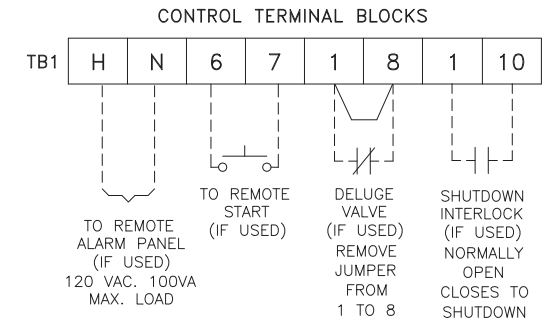 CONTROL TERMINAL BLOCKS
TB1 H N 6 7 1 8 1 10
TO REMOTE
ALARM PANEL
(IF USED)
120 VAC. 100VA
MAX. LOAD
TO REMOTE
START
(IF USED)
DELUGE
VALVE
(IF USED)
REMOVE
JUMPER
FROM
1 TO 8
SHUTDOWN
INTERLOCK
(IF USED)
NORMALLY
OPEN
CLOSES TO
SHUTDOWN